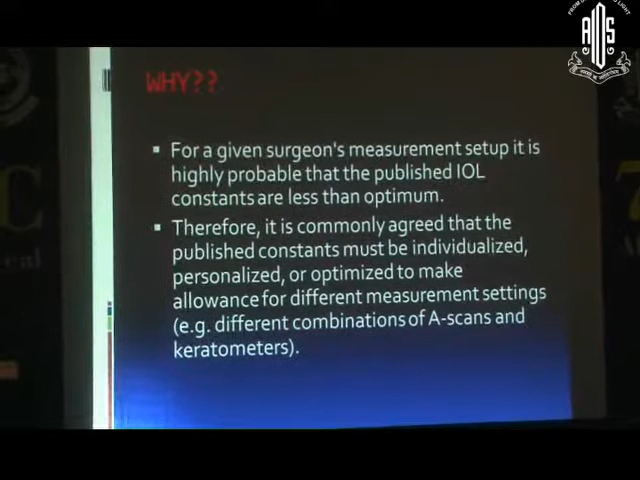 AIOS
WHY??
▪ For a given surgeon's measurement setup it is
highly probable that the published IOL
constants are less than optimum.
▪ Therefore, it is commonly agreed that the
published constants must be individualized,
personalized, or optimized to make
allowance for different measurement settings
(e.g. different combinations of A-scans and
keratometers).